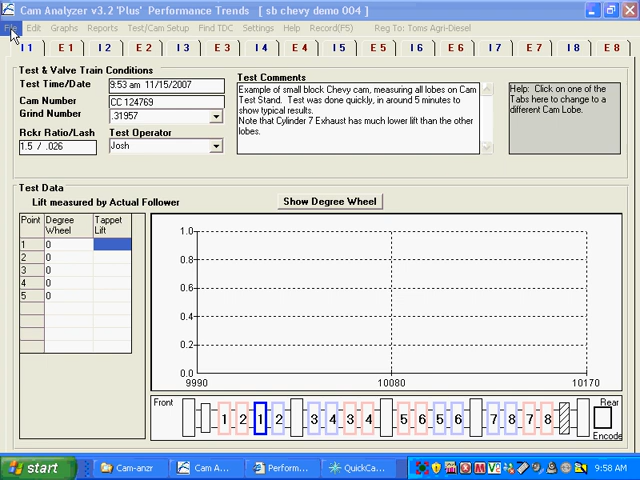 Cam Analyzer v3.2 'Plus' Performance Trends [ sb chevy demo 004 ]
File Edit Graphs Reports Test/Cam Setup Find TDC Settings Help Record(F5) Reg To: Toms Agri-Diesel
I 1 E 1 I 2 E 2 I 3 E 3 I 4 E 4 I 5 E 5 I 6 E 6 I 7 E 7 I 8 E 8
Test & Valve Train Conditions
Test Time/Date 9:53 am 11/15/2007
Cam Number CC 124769
Grind Number .31957
Rckr Ratio/Lash Test Operator
1.5 / .026 Josh
Test Comments
Example of small block Chevy cam, measuring all lobes on Cam
Test Stand. Test was done quickly, in around 5 minutes to
show typical results.
Note that Cylinder 7 Exhaust has much lower lift than the other
lobes.
Help: Click on one of the
Tabs here to change to a
different Cam Lobe.
Test Data
Lift measured by Actual Follower
Show Degree Wheel
Point Degree Wheel Tappet Lift
1 0
2 0
3 0
4 0
5 0
1.0
0.8
0.6
0.4
0.2
0.0
9990 10080 10170
Front 1 2 1 2 3 4 3 4 5 6 5 6 7 8 7 8 Rear
Encode
start Cam-anzr Cam A... Perform... QuickCa... 9:58 AM